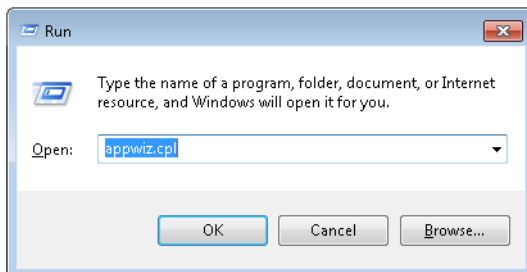 Run
Type the name of a program, folder, document, or Internet
resource, and Windows will open it for you.
Open: appwiz.cpl
OK Cancel Browse...